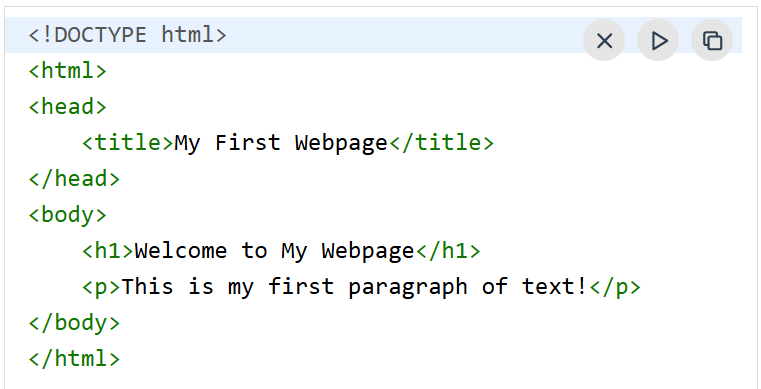 <!DOCTYPE html>
<html>
<head>
    <title>My First Webpage</title>
</head>
<body>
    <h1>Welcome to My Webpage</h1>
    <p>This is my first paragraph of text!</p>
</body>
</html>